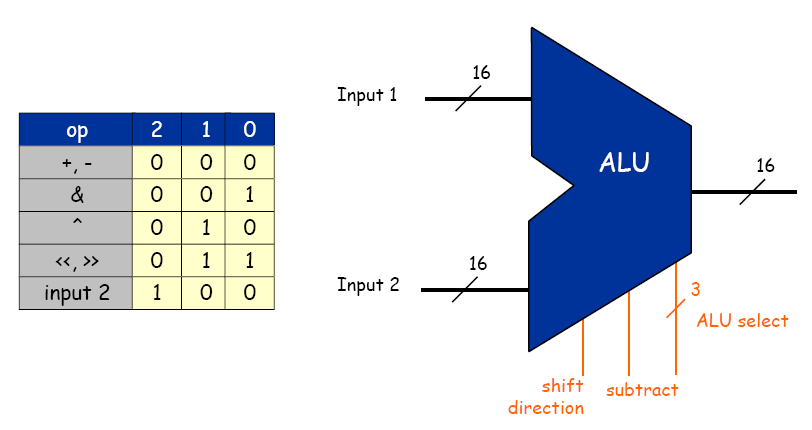 op 2 1 0
+, - 0 0 0
& 0 0 1
^ 0 1 0
<<, >> 0 1 1
input 2 1 0 0
Input 1
16
ALU
16
Input 2
16
3
ALU select
subtract
shift
direction